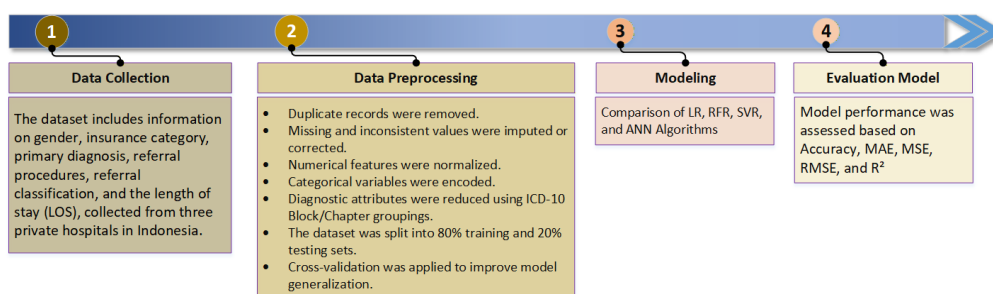 1
2
3
4
Data Collection
The dataset includes information
on gender, insurance category,
primary diagnosis, referral
procedures, referral
classification, and the length of
stay (LOS), collected from three
private hospitals in Indonesia.
Data Preprocessing
• Duplicate records were removed.
• Missing and inconsistent values were imputed or
corrected.
• Numerical features were normalized.
• Categorical variables were encoded.
• Diagnostic attributes were reduced using ICD-10
Block/Chapter groupings.
• The dataset was split into 80% training and 20%
testing sets.
• Cross-validation was applied to improve model
generalization.
Modeling
Comparison of LR, RFR, SVR,
and ANN Algorithms
Evaluation Model
Model performance was
assessed based on
Accuracy, MAE, MSE,
RMSE, and R²